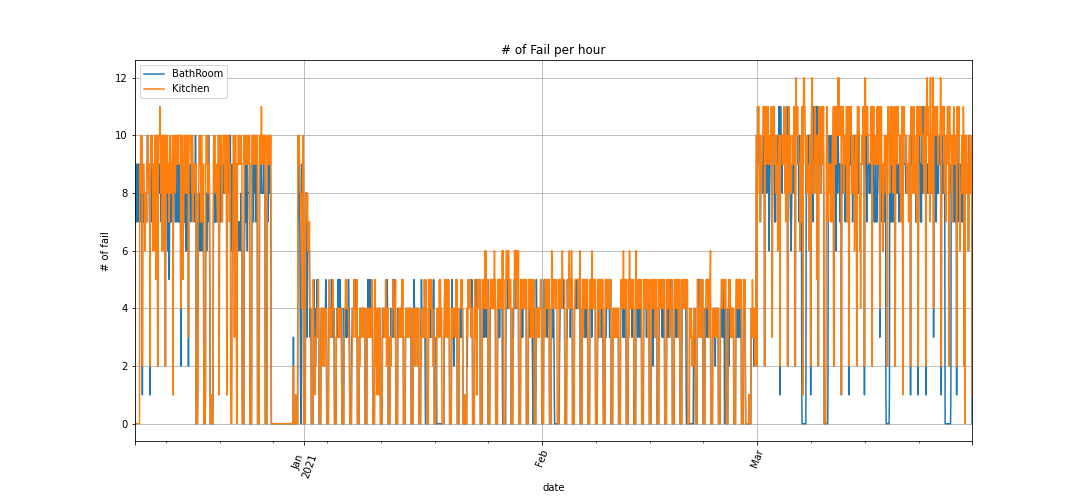 # of Fail per hour
BathRoom
Kitchen
# of fail
12
10
8
6
4
2
0
Jan
2021
Feb
Mar
date